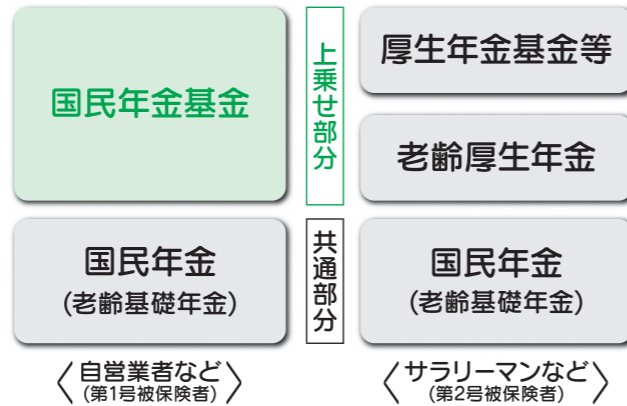 国民年金基金
国民年金
(老齢基礎年金)
〈自営業者など〉
(第1号被保険者)
上乗せ部分
共通部分
厚生年金基金等
老齢厚生年金
国民年金
(老齢基礎年金)
〈サラリーマンなど〉
(第2号被保険者)